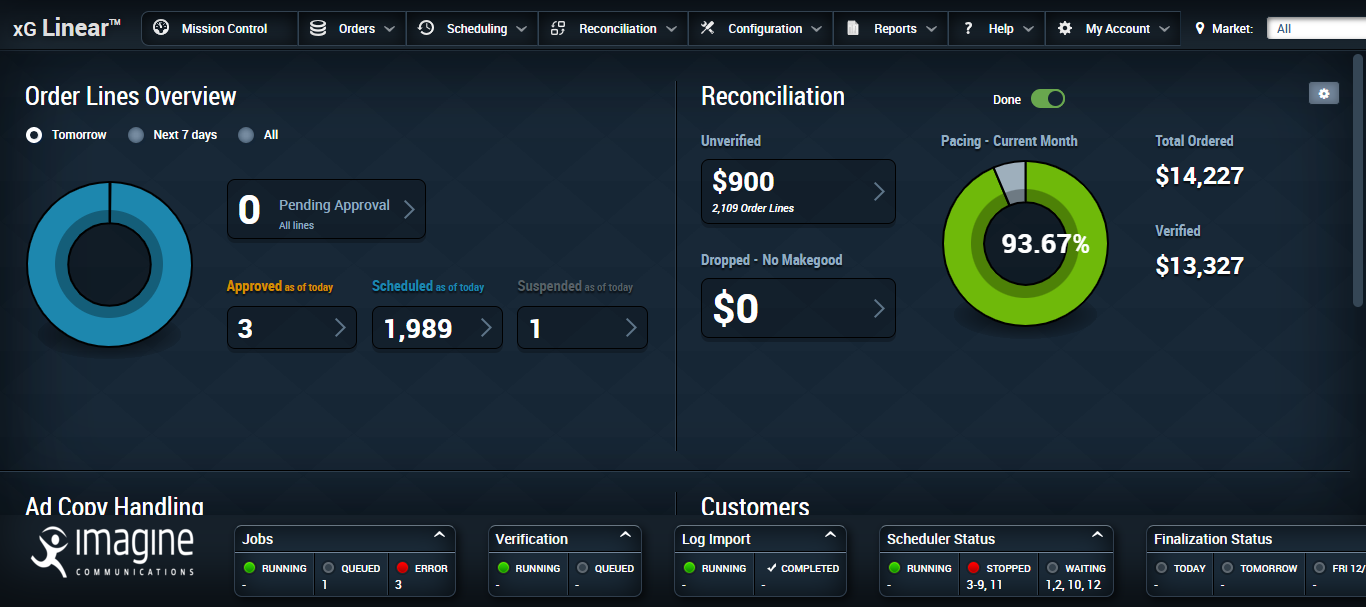 xG Linear™ Mission Control Orders Scheduling Reconciliation Configuration Reports Help My Account Market: All
Order Lines Overview
Tomorrow Next 7 days All
0 Pending Approval
All lines
Approved as of today Scheduled as of today Suspended as of today
3 1,989 1
Reconciliation Done
Unverified Pacing - Current Month Total Ordered
$900 $14,227
2,109 Order Lines
93.67%
Verified
$13,327
Dropped - No Makegood
$0
Ad Copy Handling Customers
imagine
COMMUNICATIONS
Jobs
RUNNING QUEUED ERROR
- 1 3
Verification
RUNNING QUEUED
- -
Log Import
RUNNING COMPLETED
- -
Scheduler Status
RUNNING STOPPED WAITING
- 3-9, 11 1,2, 10, 12
Finalization Status
TODAY TOMORROW FRI 12/
- - -